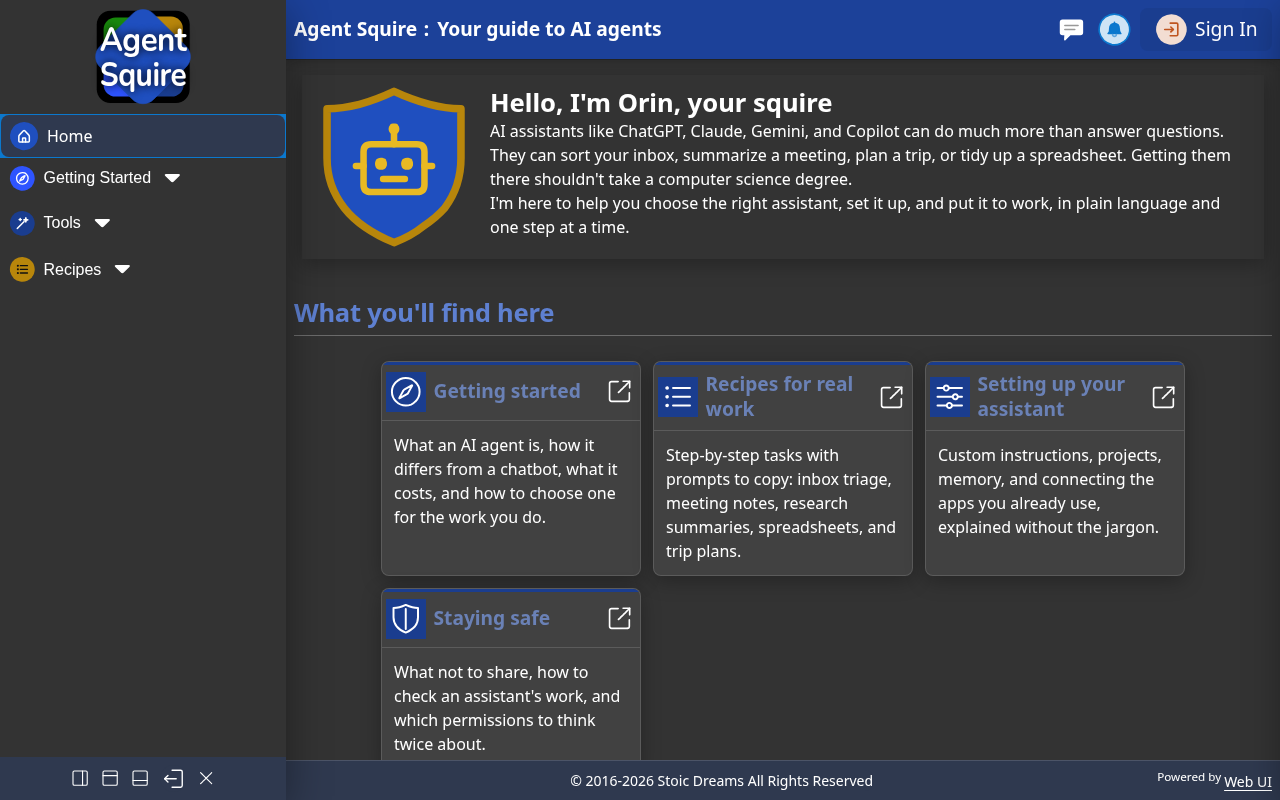 Agent
Squire
Home
Getting Started
Tools
Recipes
Agent Squire : Your guide to AI agents
Sign In
Hello, I'm Orin, your squire
AI assistants like ChatGPT, Claude, Gemini, and Copilot can do much more than answer questions.
They can sort your inbox, summarize a meeting, plan a trip, or tidy up a spreadsheet. Getting them
there shouldn't take a computer science degree.
I'm here to help you choose the right assistant, set it up, and put it to work, in plain language and
one step at a time.
What you'll find here
Getting started
What an AI agent is, how it
differs from a chatbot, what it
costs, and how to choose one
for the work you do.
Recipes for real
work
Step-by-step tasks with
prompts to copy: inbox triage,
meeting notes, research
summaries, spreadsheets, and
trip plans.
Setting up your
assistant
Custom instructions, projects,
memory, and connecting the
apps you already use,
explained without the jargon.
Staying safe
What not to share, how to
check an assistant's work, and
which permissions to think
twice about.
© 2016-2026 Stoic Dreams All Rights Reserved
Powered by Web UI